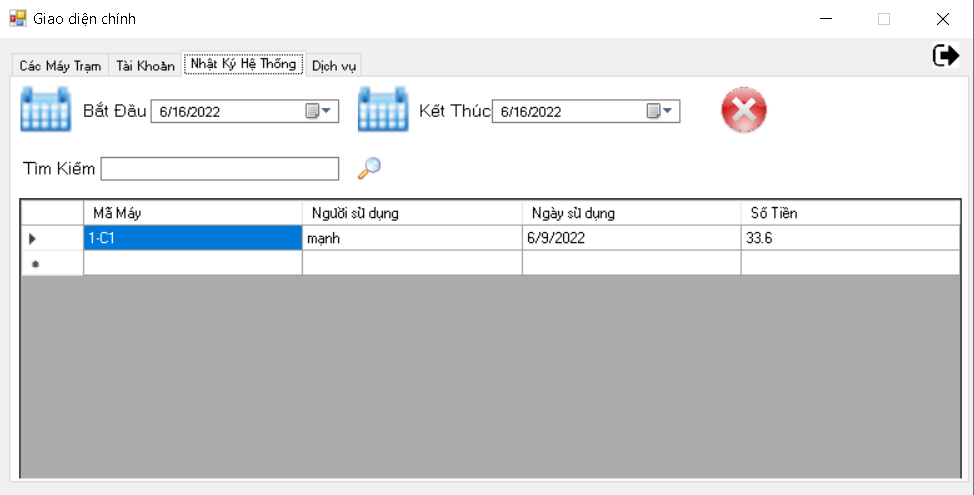 Giao diện chính
Các Máy Trạm Tài Khoản Nhật Ký Hệ Thống Dịch vụ
Bắt Đầu 6/16/2022 Kết Thúc 6/16/2022
Tìm Kiếm
Mã Máy Người sử dụng Ngày sử dụng Số Tiền
1-C1 mạnh 6/9/2022 33.6